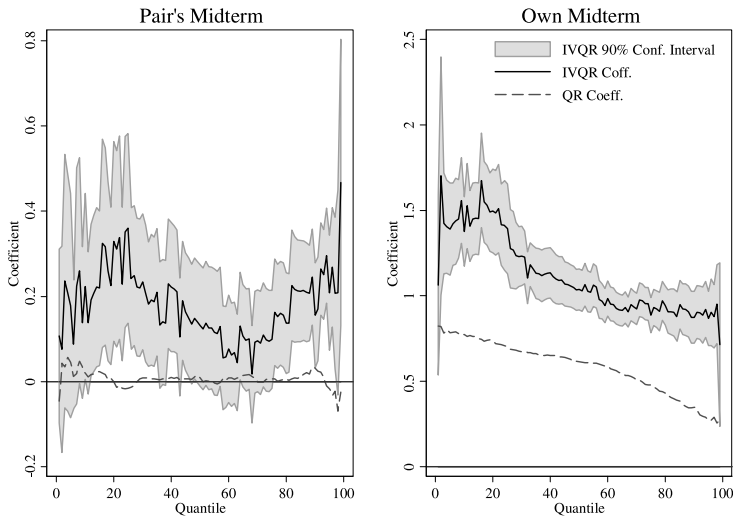 Pair's Midterm
Own Midterm
Coefficient
-0.2
0
0.2
0.4
0.6
0.8
0 20 40 60 80 100
Quantile
Coefficient
0
0.5
1
1.5
2
2.5
0 20 40 60 80 100
Quantile
IVQR 90% Conf. Interval
IVQR Coff.
QR Coeff.